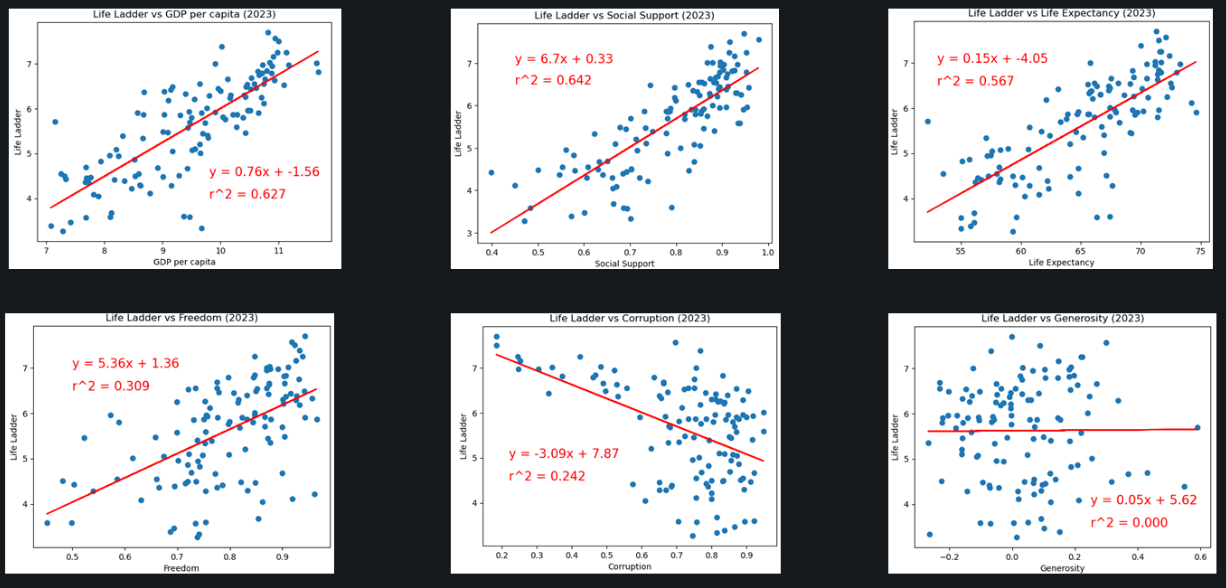 Life Ladder vs GDP per capita (2023)
Life Ladder
7
6
5
4
y = 0.76x + -1.56
r^2 = 0.627
7 8 9 10 11
GDP per capita
Life Ladder vs Social Support (2023)
Life Ladder
7
6
5
4
3
y = 6.7x + 0.33
r^2 = 0.642
0.4 0.5 0.6 0.7 0.8 0.9 1.0
Social Support
Life Ladder vs Life Expectancy (2023)
Life Ladder
7
6
5
4
y = 0.15x + -4.05
r^2 = 0.567
55 60 65 70 75
Life Expectancy
Life Ladder vs Freedom (2023)
Life Ladder
7
6
5
4
y = 5.36x + 1.36
r^2 = 0.309
0.5 0.6 0.7 0.8 0.9
Freedom
Life Ladder vs Corruption (2023)
Life Ladder
7
6
5
4
y = -3.09x + 7.87
r^2 = 0.242
0.2 0.3 0.4 0.5 0.6 0.7 0.8 0.9
Corruption
Life Ladder vs Generosity (2023)
Life Ladder
7
6
5
4
y = 0.05x + 5.62
r^2 = 0.000
−0.2 0.0 0.2 0.4 0.6
Generosity